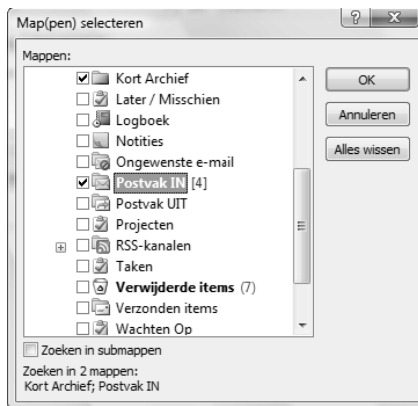 Map(pen) selecteren
Mappen:
Kort Archief
Later / Misschien
Logboek
Notities
Ongewenste e-mail
Postvak IN [4]
Postvak UIT
Projecten
RSS-kanalen
Taken
Verwijderde items (7)
Verzonden items
Wachten Op
OK
Annuleren
Alles wissen
Zoeken in submappen
Zoeken in 2 mappen:
Kort Archief; Postvak IN